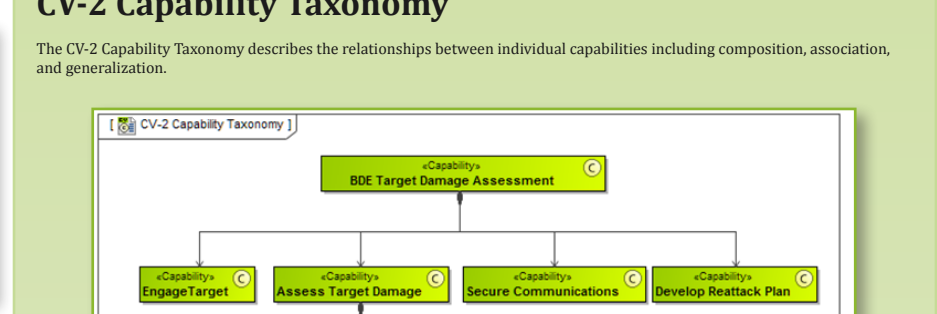 CV-2 Capability Taxonomy
The CV-2 Capability Taxonomy describes the relationships between individual capabilities including composition, association,
and generalization.
[ CV-2 Capability Taxonomy ]
«Capability»
BDE Target Damage Assessment
C
«Capability»
EngageTarget
C
«Capability»
Assess Target Damage
C
«Capability»
Secure Communications
C
«Capability»
Develop Reattack Plan
C